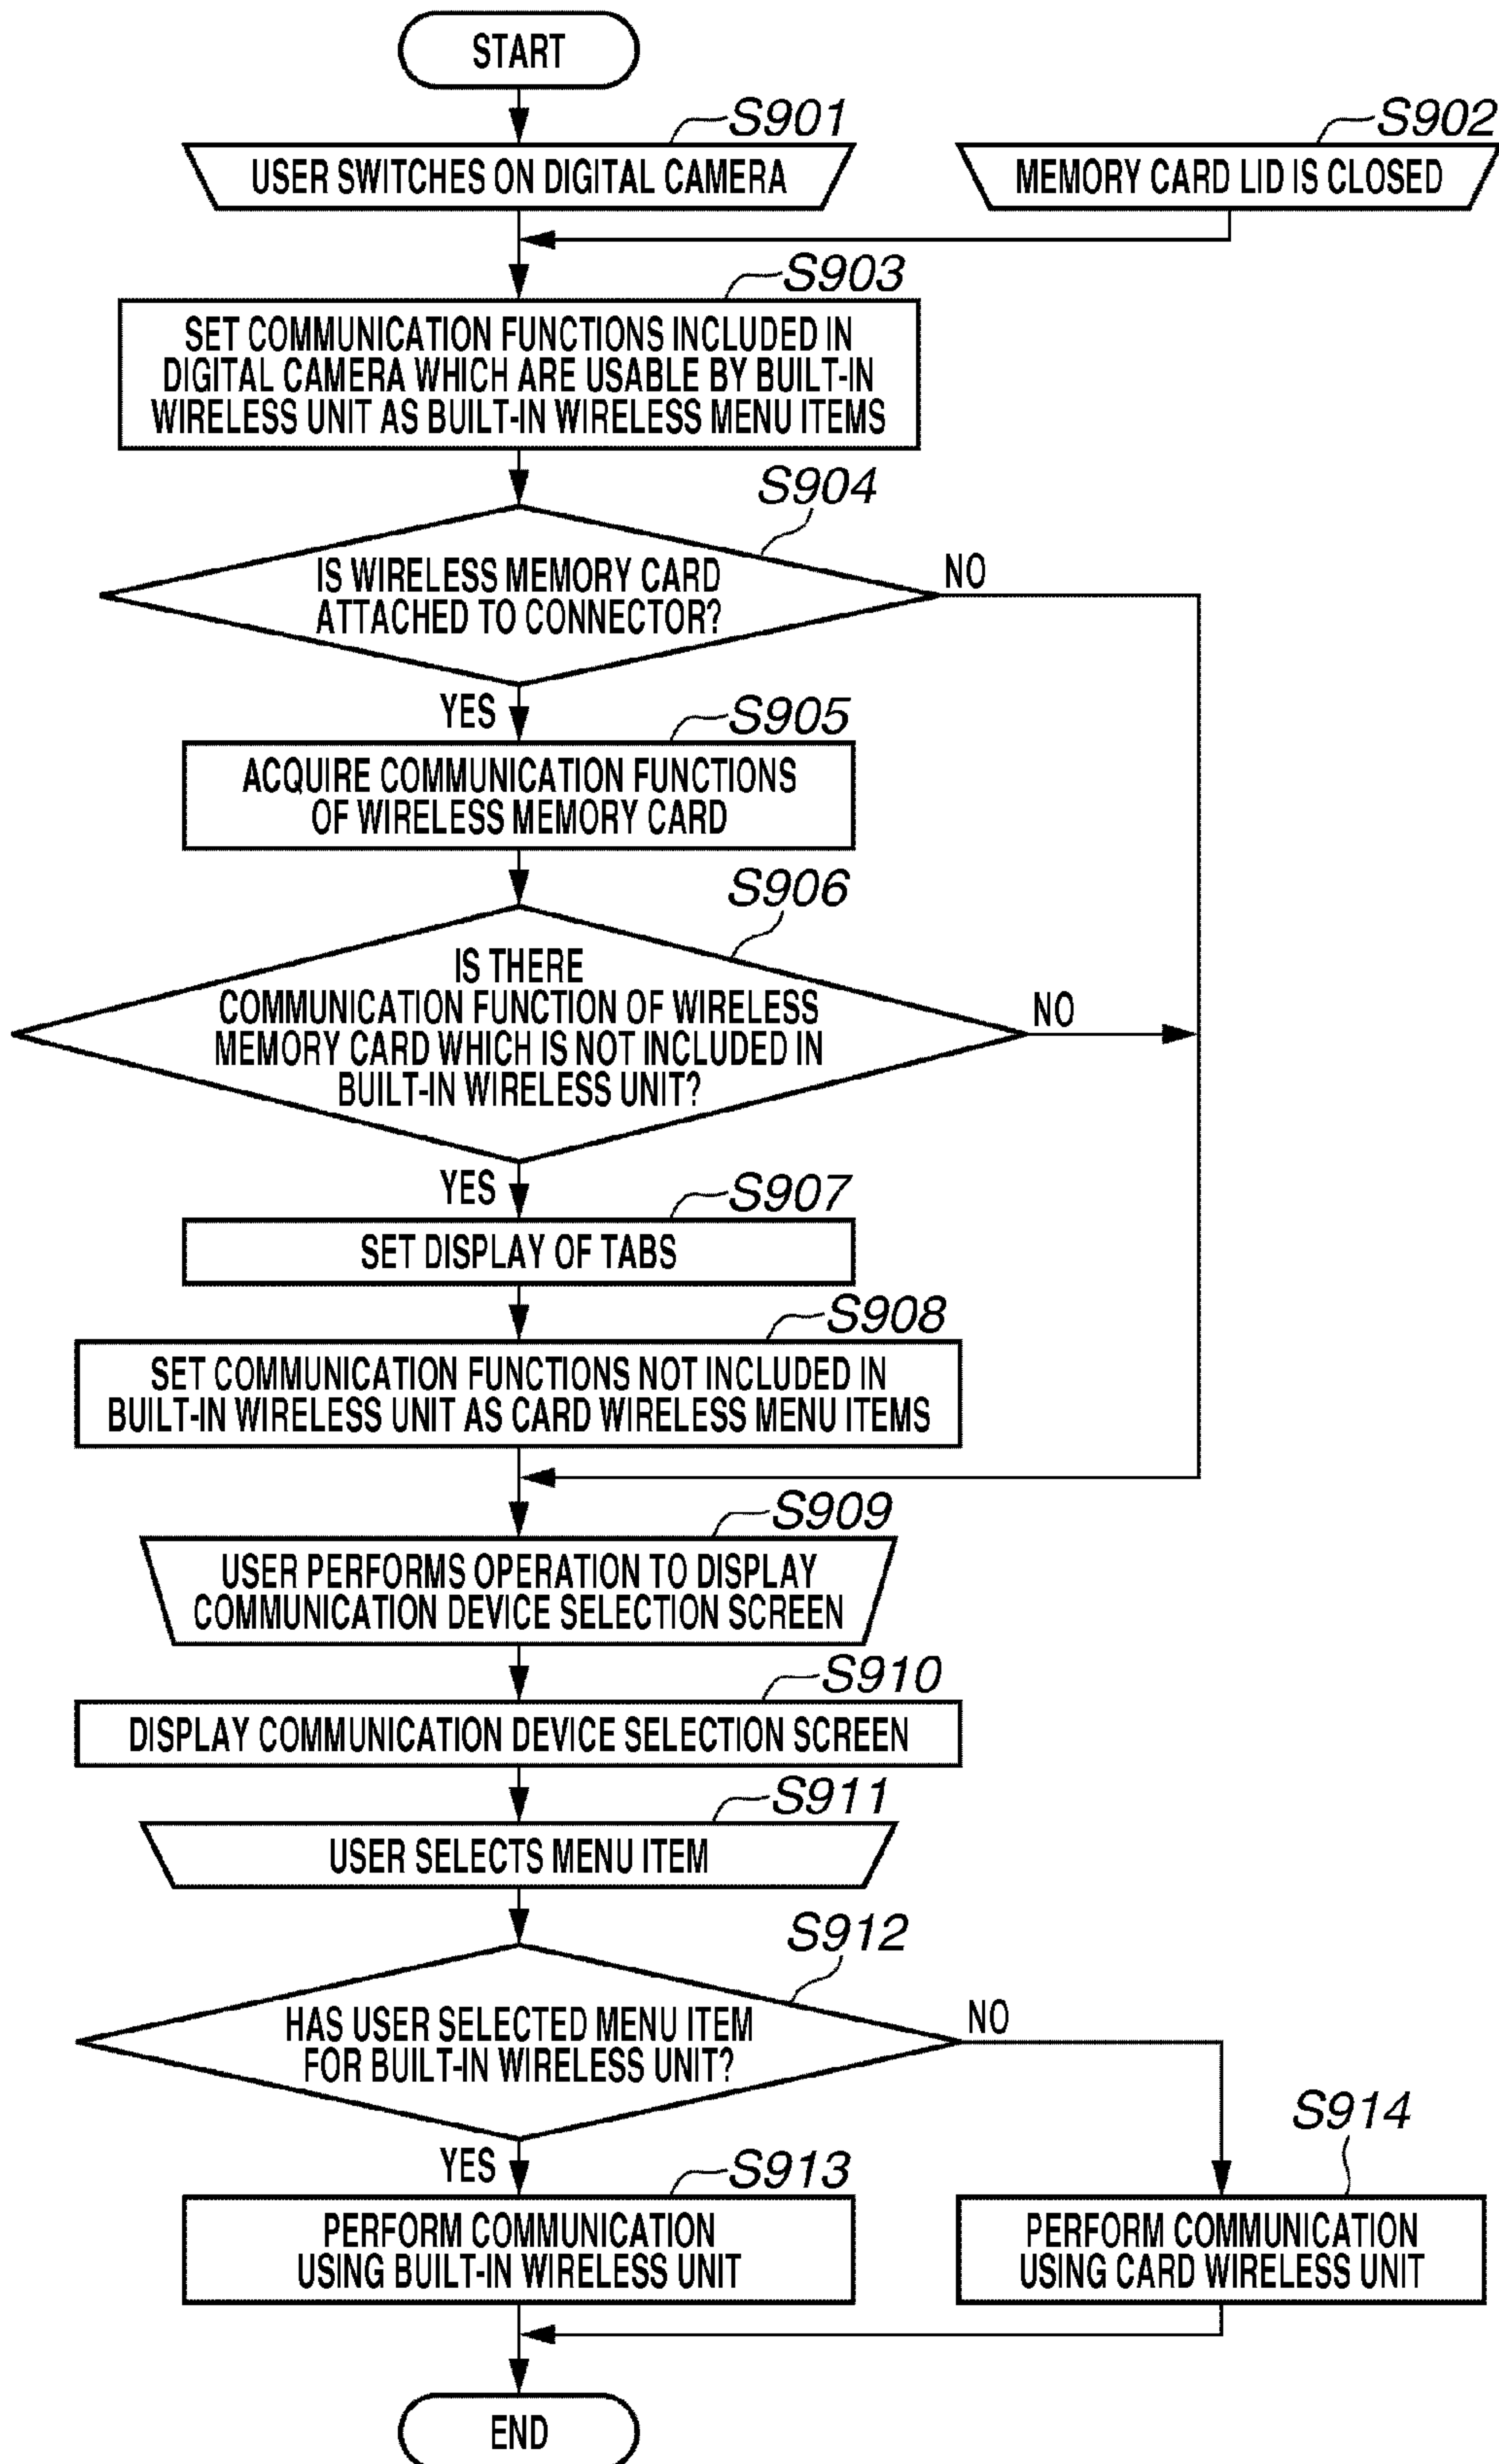 START
S901
USER SWITCHES ON DIGITAL CAMERA
S902
MEMORY CARD LID IS CLOSED
S903
SET COMMUNICATION FUNCTIONS INCLUDED IN
DIGITAL CAMERA WHICH ARE USABLE BY BUILT-IN
WIRELESS UNIT AS BUILT-IN WIRELESS MENU ITEMS
S904
IS WIRELESS MEMORY CARD
ATTACHED TO CONNECTOR?
NO
YES
S905
ACQUIRE COMMUNICATION FUNCTIONS
OF WIRELESS MEMORY CARD
S906
IS THERE
COMMUNICATION FUNCTION OF WIRELESS
MEMORY CARD WHICH IS NOT INCLUDED IN
BUILT-IN WIRELESS UNIT?
NO
YES
S907
SET DISPLAY OF TABS
S908
SET COMMUNICATION FUNCTIONS NOT INCLUDED IN
BUILT-IN WIRELESS UNIT AS CARD WIRELESS MENU ITEMS
S909
USER PERFORMS OPERATION TO DISPLAY
COMMUNICATION DEVICE SELECTION SCREEN
S910
DISPLAY COMMUNICATION DEVICE SELECTION SCREEN
S911
USER SELECTS MENU ITEM
S912
HAS USER SELECTED MENU ITEM
FOR BUILT-IN WIRELESS UNIT?
NO
YES
S913
PERFORM COMMUNICATION
USING BUILT-IN WIRELESS UNIT
S914
PERFORM COMMUNICATION
USING CARD WIRELESS UNIT
END